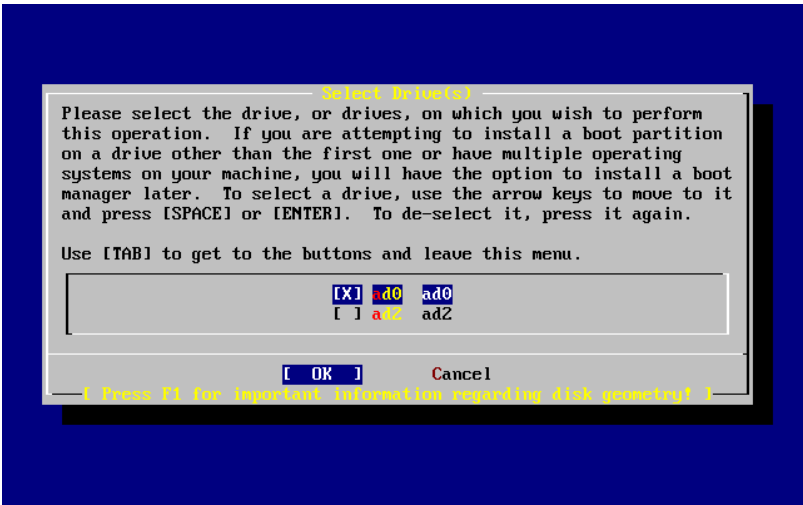 Select Drive(s)
Please select the drive, or drives, on which you wish to perform
this operation.  If you are attempting to install a boot partition
on a drive other than the first one or have multiple operating
systems on your machine, you will have the option to install a boot
manager later.  To select a drive, use the arrow keys to move to it
and press [SPACE] or [ENTER].  To de-select it, press it again.
Use [TAB] to get to the buttons and leave this menu.
[X] ad0 ad0
[ ] ad2 ad2
[ OK ] Cancel
[ Press F1 for important information regarding disk geometry! ]